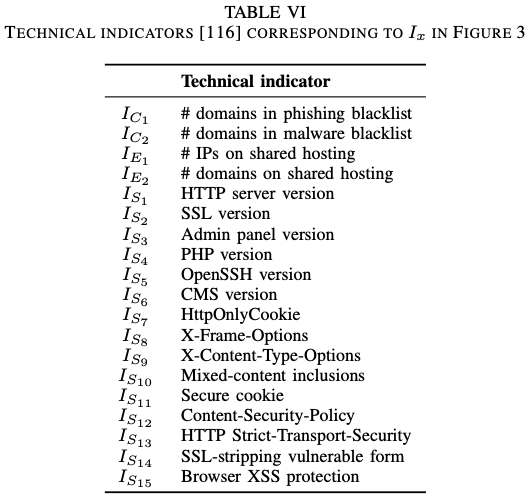 TABLE VI
TECHNICAL INDICATORS [116] CORRESPONDING TO I_x IN FIGURE 3
Technical indicator
I_{C_1} # domains in phishing blacklist
I_{C_2} # domains in malware blacklist
I_{E_1} # IPs on shared hosting
I_{E_2} # domains on shared hosting
I_{S_1} HTTP server version
I_{S_2} SSL version
I_{S_3} Admin panel version
I_{S_4} PHP version
I_{S_5} OpenSSH version
I_{S_6} CMS version
I_{S_7} HttpOnlyCookie
I_{S_8} X-Frame-Options
I_{S_9} X-Content-Type-Options
I_{S_{10}} Mixed-content inclusions
I_{S_{11}} Secure cookie
I_{S_{12}} Content-Security-Policy
I_{S_{13}} HTTP Strict-Transport-Security
I_{S_{14}} SSL-stripping vulnerable form
I_{S_{15}} Browser XSS protection